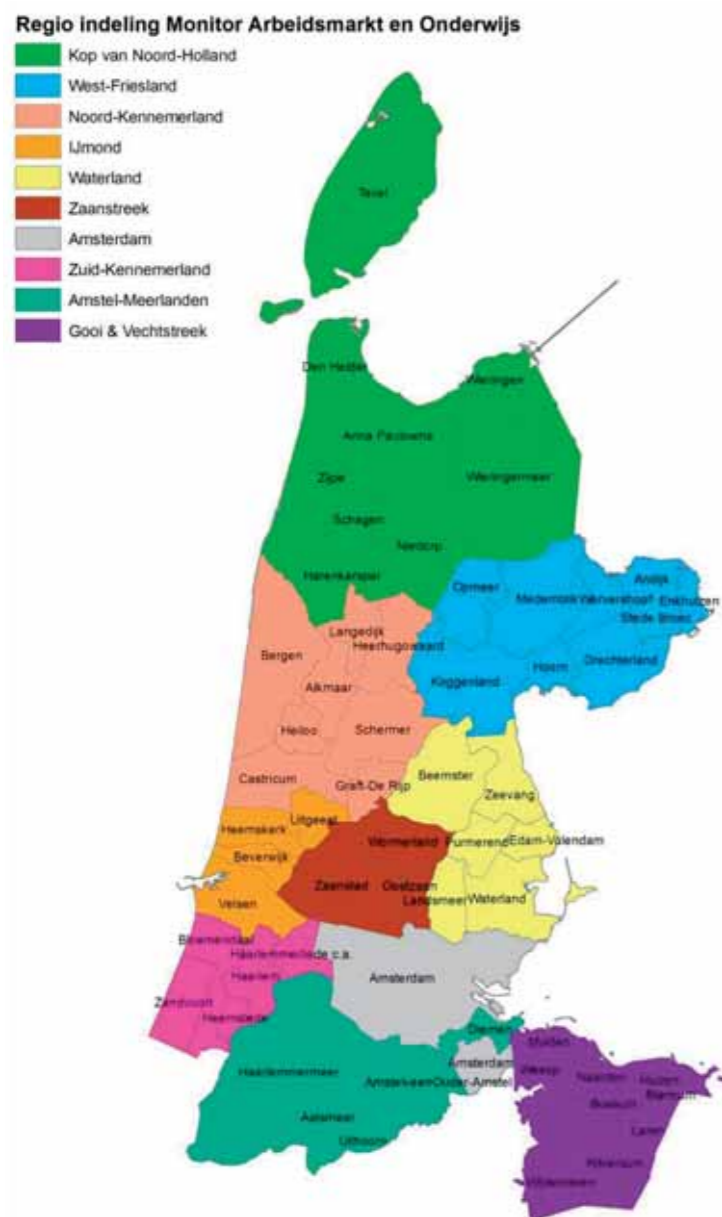 Regio indeling Monitor Arbeidsmarkt en Onderwijs
Kop van Noord-Holland
West-Friesland
Noord-Kennemerland
IJmond
Waterland
Zaanstreek
Amsterdam
Zuid-Kennemerland
Amstel-Meerlanden
Gooi & Vechtstreek
Texel
Den Helder
Wieringen
Anna Paulowna
Zijpe
Wieringermeer
Schagen
Niedorp
Harenkarspel
Opmeer
Medemblik
Wervershoof
Andijk
Enkhuizen
Stede Broec
Langedijk
Heerhugowaard
Bergen
Koggenland
Hoorn
Drechterland
Alkmaar
Heiloo
Schermer
Castricum
Graft-De Rijp
Beemster
Zeevang
Uitgeest
Heemskerk
Wormerland
Purmerend
Edam-Volendam
Beverwijk
Zaanstad
Oostzaan
Landsmeer
Waterland
Velsen
Bloemendaal
Haarlemmerliede c.a.
Haarlem
Amsterdam
Zandvoort
Heemstede
Diemen
Muiden
Haarlemmermeer
Amstelveen
Ouder-Amstel
Amsterdam
Weesp
Naarden
Huizen
Blaricum
Bussum
Aalsmeer
Laren
Uithoorn
Hilversum
Wijdemeren